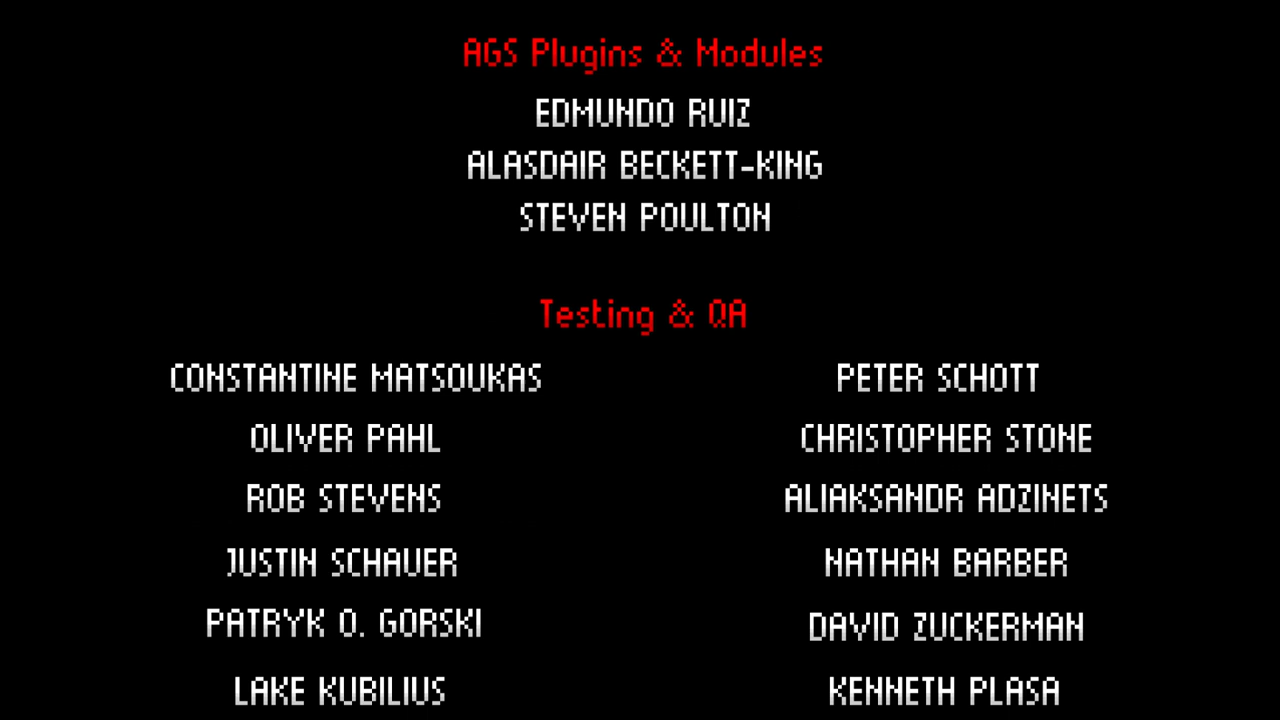 AGS Plugins & Modules
EDMUNDO RUIZ
ALASDAIR BECKETT-KING
STEVEN POULTON
Testing & QA
CONSTANTINE MATSOUKAS
PETER SCHOTT
OLIVER PAHL
CHRISTOPHER STONE
ROB STEVENS
ALIAKSANDR ADZINETS
JUSTIN SCHAUER
NATHAN BARBER
PATRYK O. GORSKI
DAVID ZUCKERMAN
LAKE KUBILIUS
KENNETH PLASA